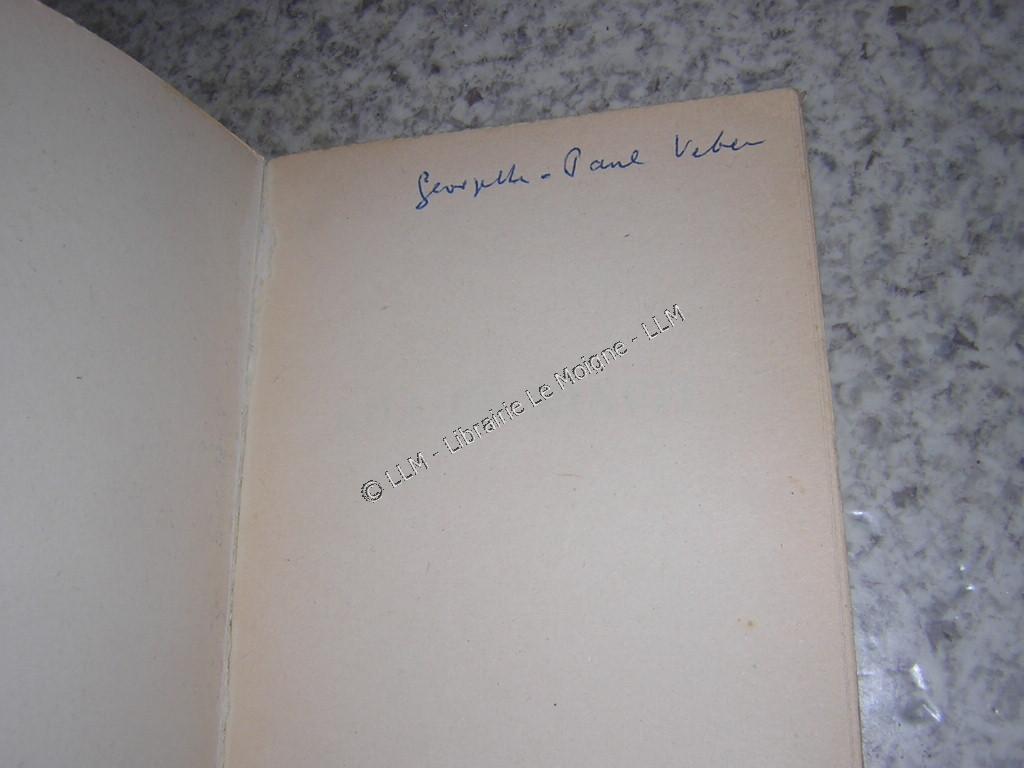 Georgette - Paul Veber
© LLM - Librairie Le Moigne - LLM